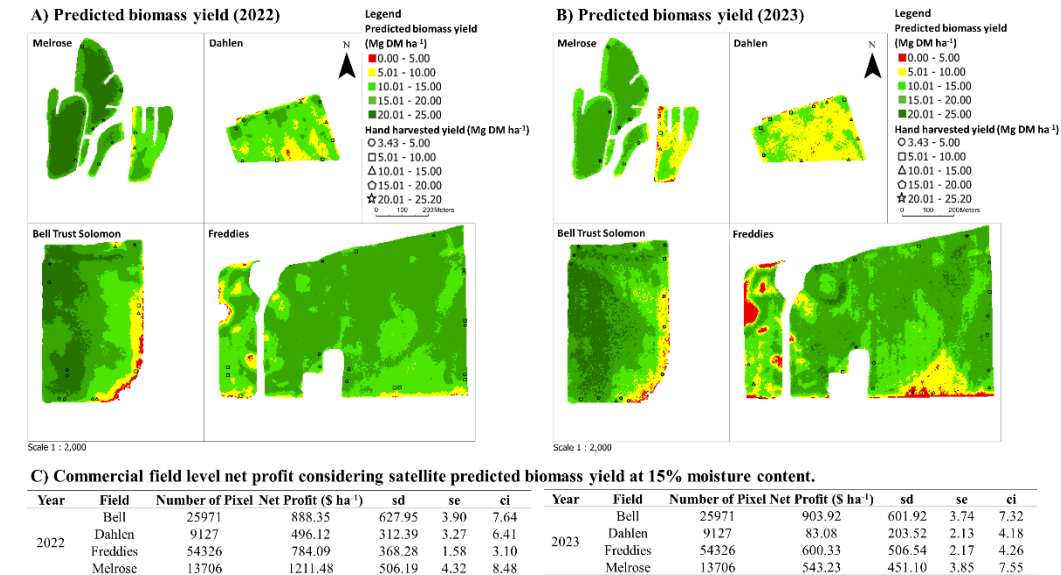 A) Predicted biomass yield (2022)
Melrose
Dahlen
N
Legend
Predicted biomass yield
(Mg DM ha⁻¹)
0.00 - 5.00
5.01 - 10.00
10.01 - 15.00
15.01 - 20.00
20.01 - 25.00
Hand harvested yield (Mg DM ha⁻¹)
3.43 - 5.00
5.01 - 10.00
10.01 - 15.00
15.01 - 20.00
20.01 - 25.20
0 100 200 Meters
Bell Trust Solomon
Freddies
Scale 1 : 2,000
B) Predicted biomass yield (2023)
Melrose
Dahlen
N
Legend
Predicted biomass yield
(Mg DM ha⁻¹)
0.00 - 5.00
5.01 - 10.00
10.01 - 15.00
15.01 - 20.00
20.01 - 25.00
Hand harvested yield (Mg DM ha⁻¹)
3.43 - 5.00
5.01 - 10.00
10.01 - 15.00
15.01 - 20.00
20.01 - 25.20
0 100 200 Meters
Bell Trust Solomon
Freddies
Scale 1 : 2,000
C) Commercial field level net profit considering satellite predicted biomass yield at 15% moisture content.
Year Field Number of Pixel Net Profit ($ ha⁻¹) sd se ci
2022
Bell 25971 888.35 627.95 3.90 7.64
Dahlen 9127 496.12 312.39 3.27 6.41
Freddies 54326 784.09 368.28 1.58 3.10
Melrose 13706 1211.48 506.19 4.32 8.48
Year Field Number of Pixel Net Profit ($ ha⁻¹) sd se ci
2023
Bell 25971 903.92 601.92 3.74 7.32
Dahlen 9127 83.08 203.52 2.13 4.18
Freddies 54326 600.33 506.54 2.17 4.26
Melrose 13706 543.23 451.10 3.85 7.55